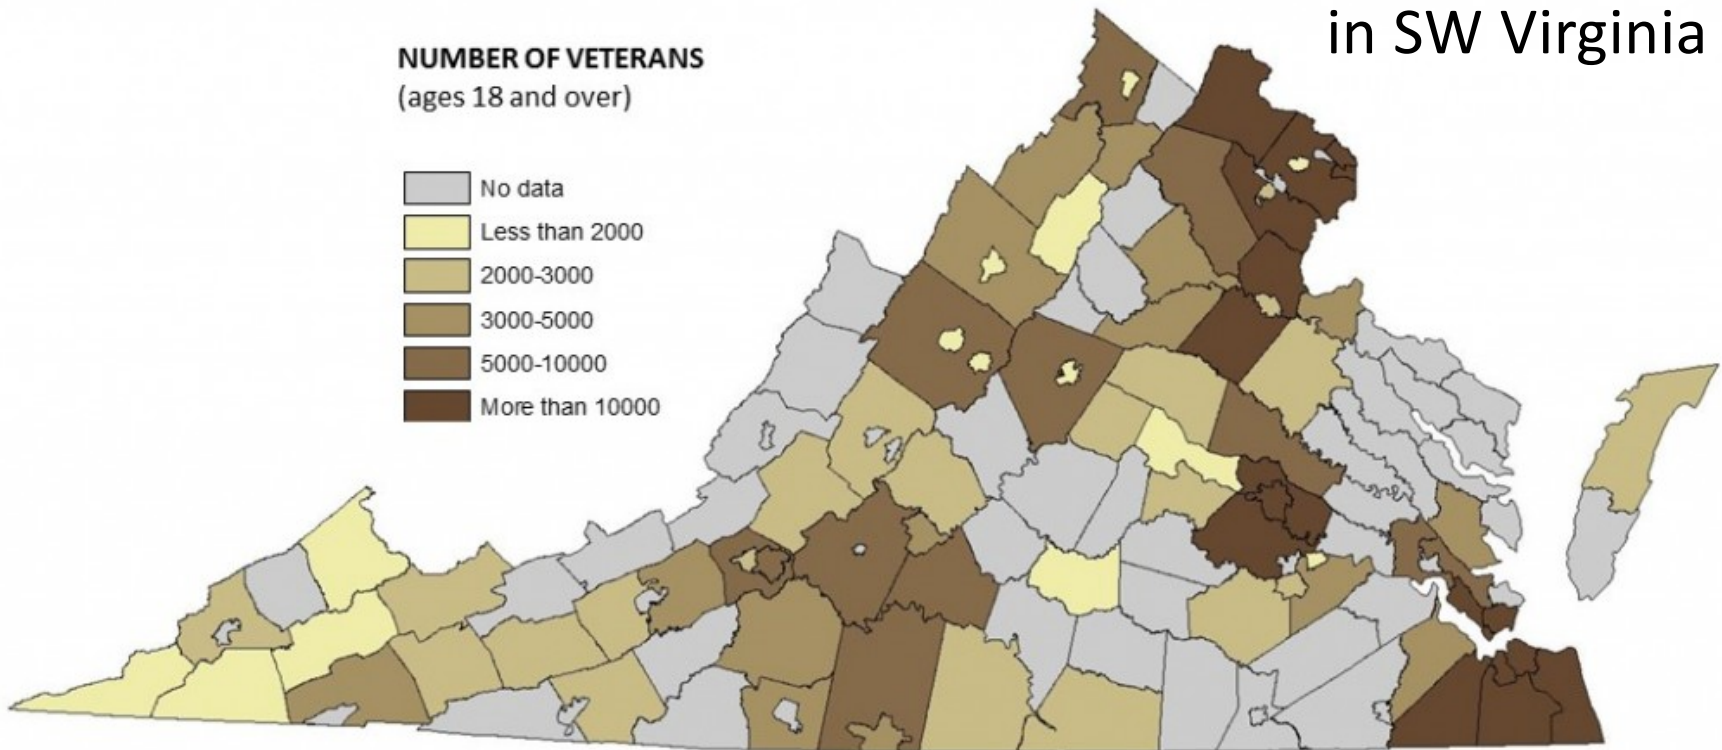 in SW Virginia
NUMBER OF VETERANS
(ages 18 and over)
No data
Less than 2000
2000-3000
3000-5000
5000-10000
More than 10000